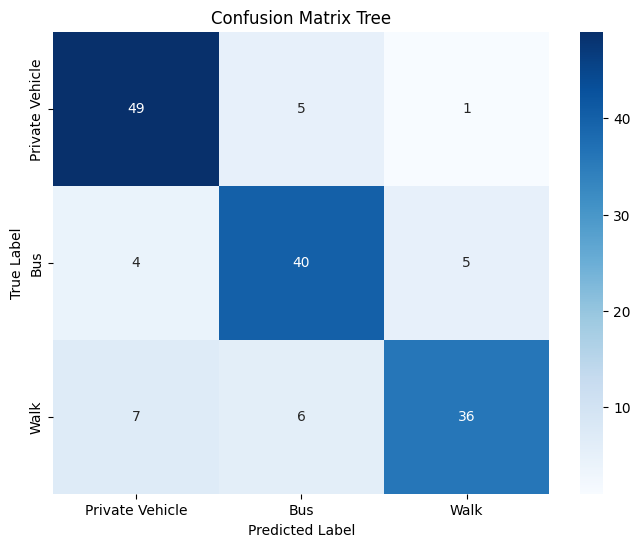 Confusion Matrix Tree
True Label
Private Vehicle
49 5 1
Bus
4 40 5
Walk
7 6 36
Private Vehicle Bus Walk
Predicted Label
40
30
20
10